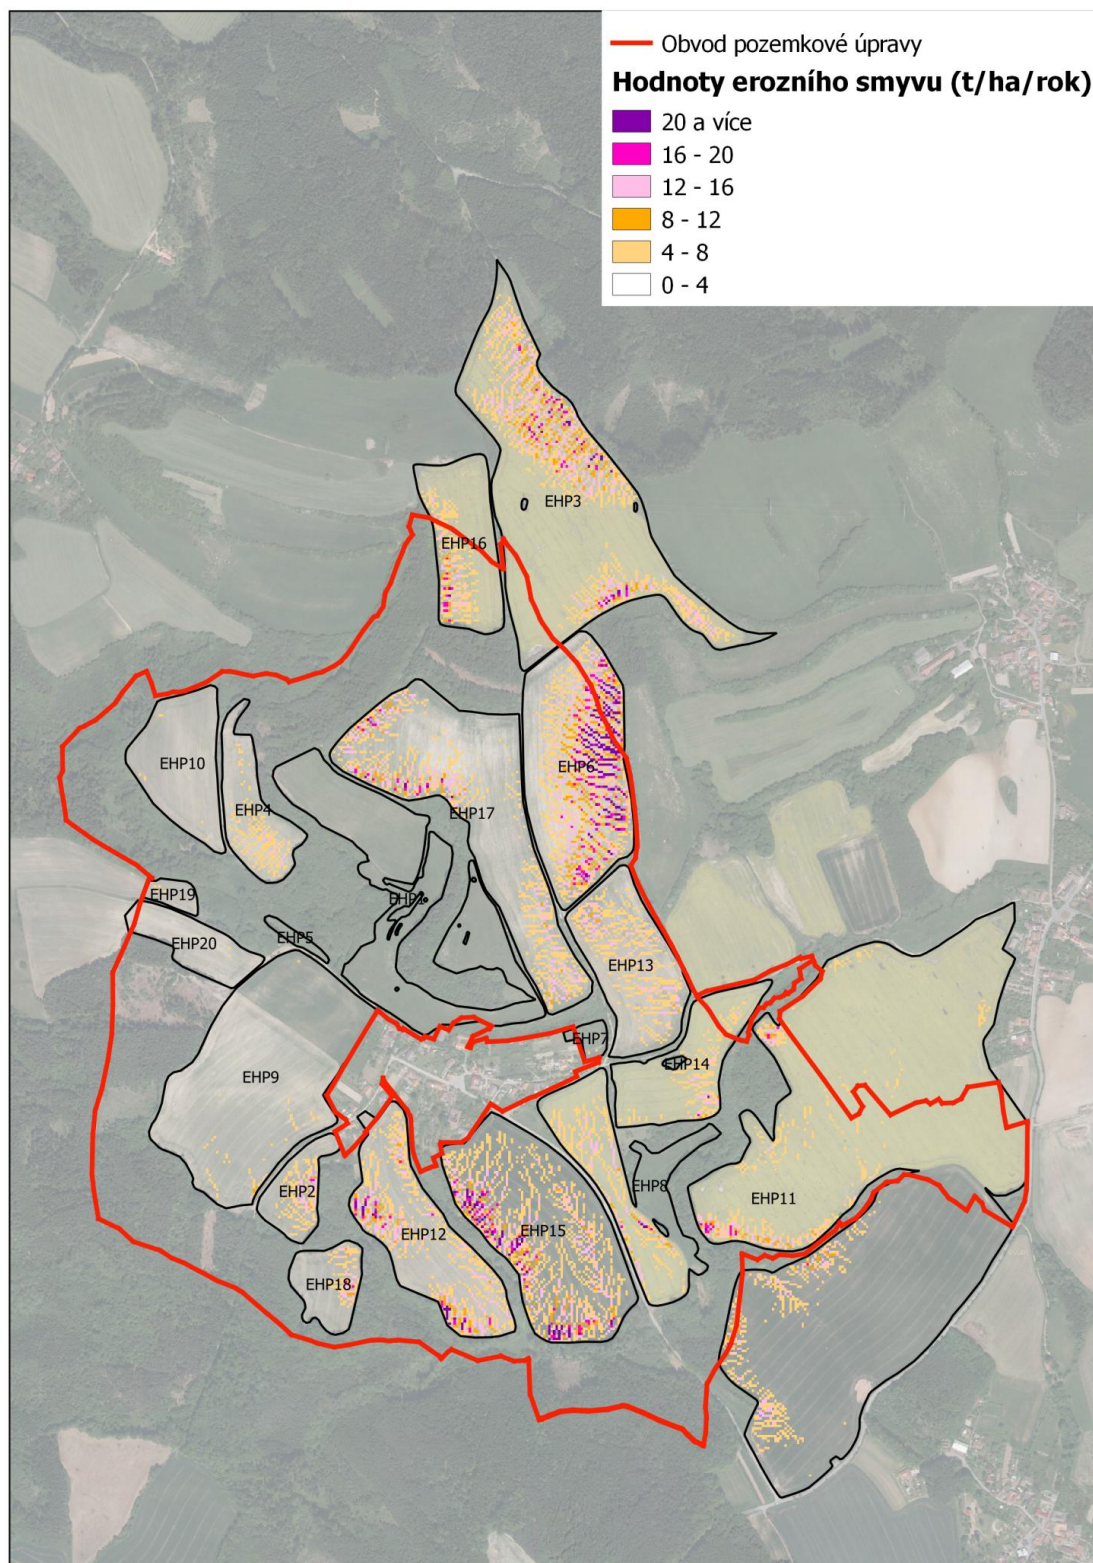 Obvod pozemkové úpravy
Hodnoty erozního smyvu (t/ha/rok)
20 a více
16 - 20
12 - 16
8 - 12
4 - 8
0 - 4
EHP3
EHP16
EHP10
EHP6
EHP4
EHP17
EHP19
EHP1
EHP20
EHP5
EHP13
EHP7
EHP14
EHP9
EHP2
EHP8
EHP11
EHP12
EHP15
EHP18